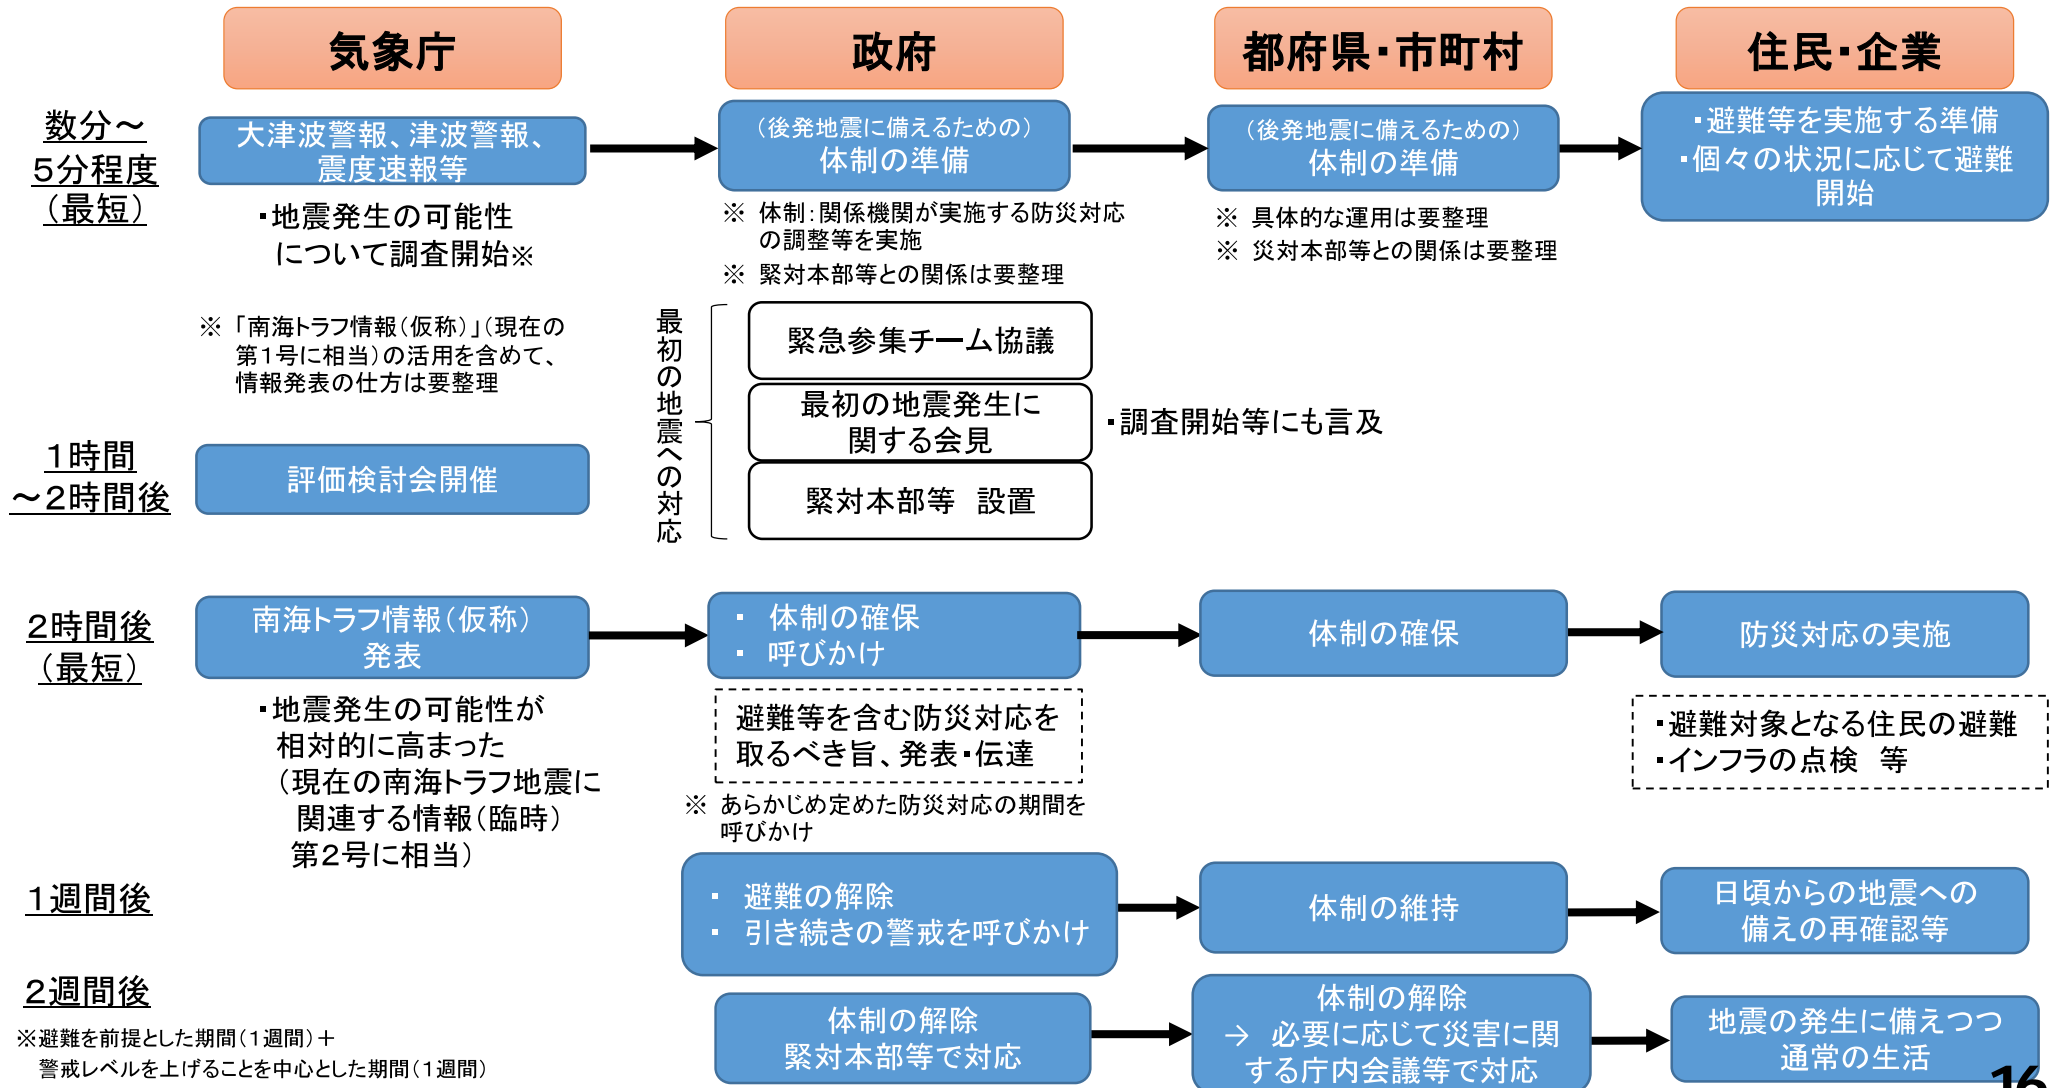 気象庁
政府
都府県・市町村
住民・企業
数分～
5分程度
（最短）
大津波警報、津波警報、
震度速報等
・地震発生の可能性
について調査開始※
※ 「南海トラフ情報（仮称）」（現在の
第１号に相当）の活用を含めて、
情報発表の仕方は要整理
（後発地震に備えるための）
体制の準備
※ 体制：関係機関が実施する防災対応
の調整等を実施
※ 緊対本部等との関係は要整理
（後発地震に備えるための）
体制の準備
※ 具体的な運用は要整理
※ 災対本部等との関係は要整理
・避難等を実施する準備
・個々の状況に応じて避難
開始
最初の地震への対応
緊急参集チーム協議
最初の地震発生に
関する会見
・調査開始等にも言及
緊対本部等　設置
１時間
～２時間後
評価検討会開催
２時間後
（最短）
南海トラフ情報（仮称）
発表
・地震発生の可能性が
相対的に高まった
（現在の南海トラフ地震に
関連する情報（臨時）
第２号に相当）
・ 体制の確保
・ 呼びかけ
避難等を含む防災対応を
取るべき旨、発表・伝達
※ あらかじめ定めた防災対応の期間を
呼びかけ
体制の確保
防災対応の実施
・避難対象となる住民の避難
・インフラの点検　等
１週間後
・ 避難の解除
・ 引き続きの警戒を呼びかけ
体制の維持
日頃からの地震への
備えの再確認等
２週間後
※避難を前提とした期間（１週間）＋
警戒レベルを上げることを中心とした期間（１週間）
体制の解除
緊対本部等で対応
体制の解除
→ 必要に応じて災害に関
する庁内会議等で対応
地震の発生に備えつつ
通常の生活
16